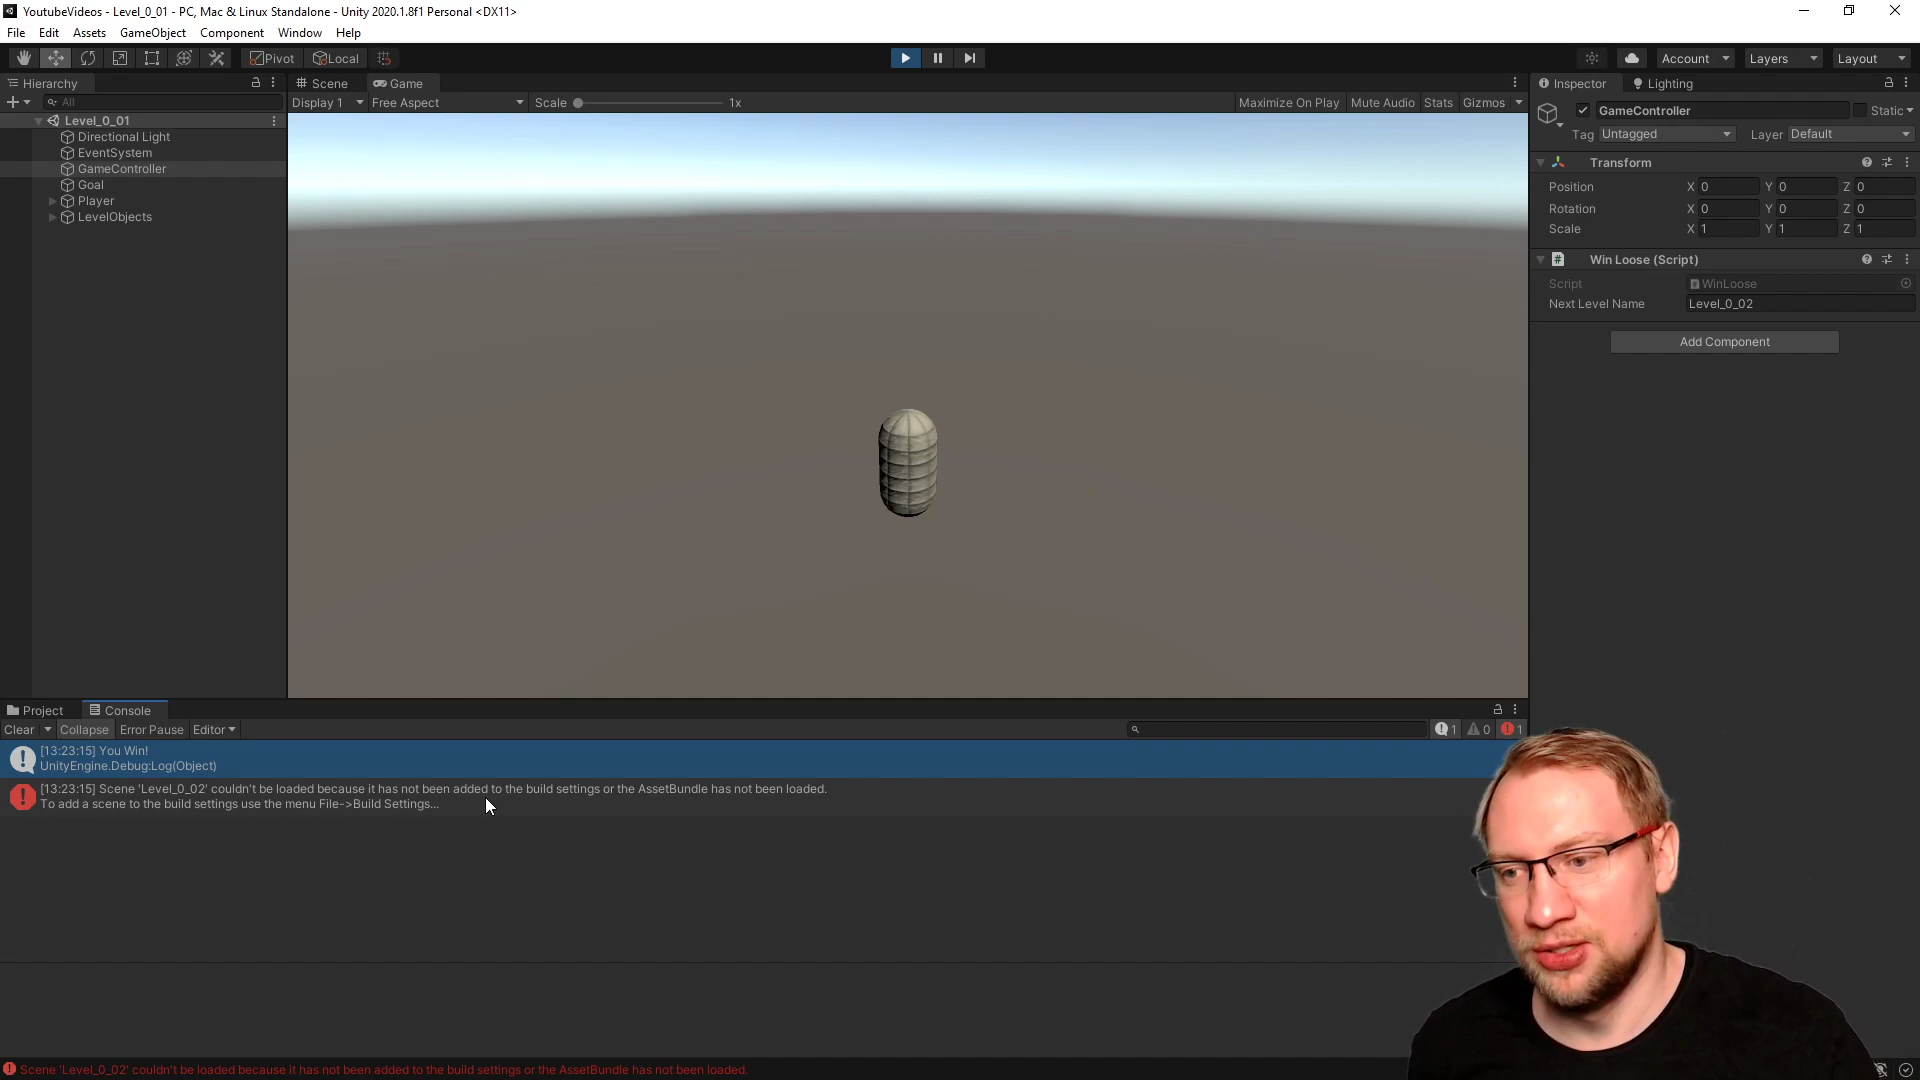 YoutubeVideos - Level_0_01 - PC, Mac & Linux Standalone - Unity 2020.1.8f1 Personal <DX11>
File Edit Assets GameObject Component Window Help
Pivot Local Account Layers Layout
Hierarchy
All
Level_0_01
Directional Light
EventSystem
GameController
Goal
Player
LevelObjects
Scene Game
Display 1 Free Aspect Scale 1x Maximize On Play Mute Audio Stats Gizmos
Inspector Lighting
GameController Static
Tag Untagged Layer Default
Transform
Position X 0 Y 0 Z 0
Rotation X 0 Y 0 Z 0
Scale X 1 Y 1 Z 1
Win Loose (Script)
Script WinLoose
Next Level Name Level_0_02
Add Component
Project Console
Clear Collapse Error Pause Editor 1 0 1
[13:23:15] You Win!
UnityEngine.Debug:Log(Object)
[13:23:15] Scene 'Level_0_02' couldn't be loaded because it has not been added to the build settings or the AssetBundle has not been loaded.
To add a scene to the build settings use the menu File->Build Settings...
Scene 'Level_0_02' couldn't be loaded because it has not been added to the build settings or the AssetBundle has not been loaded.